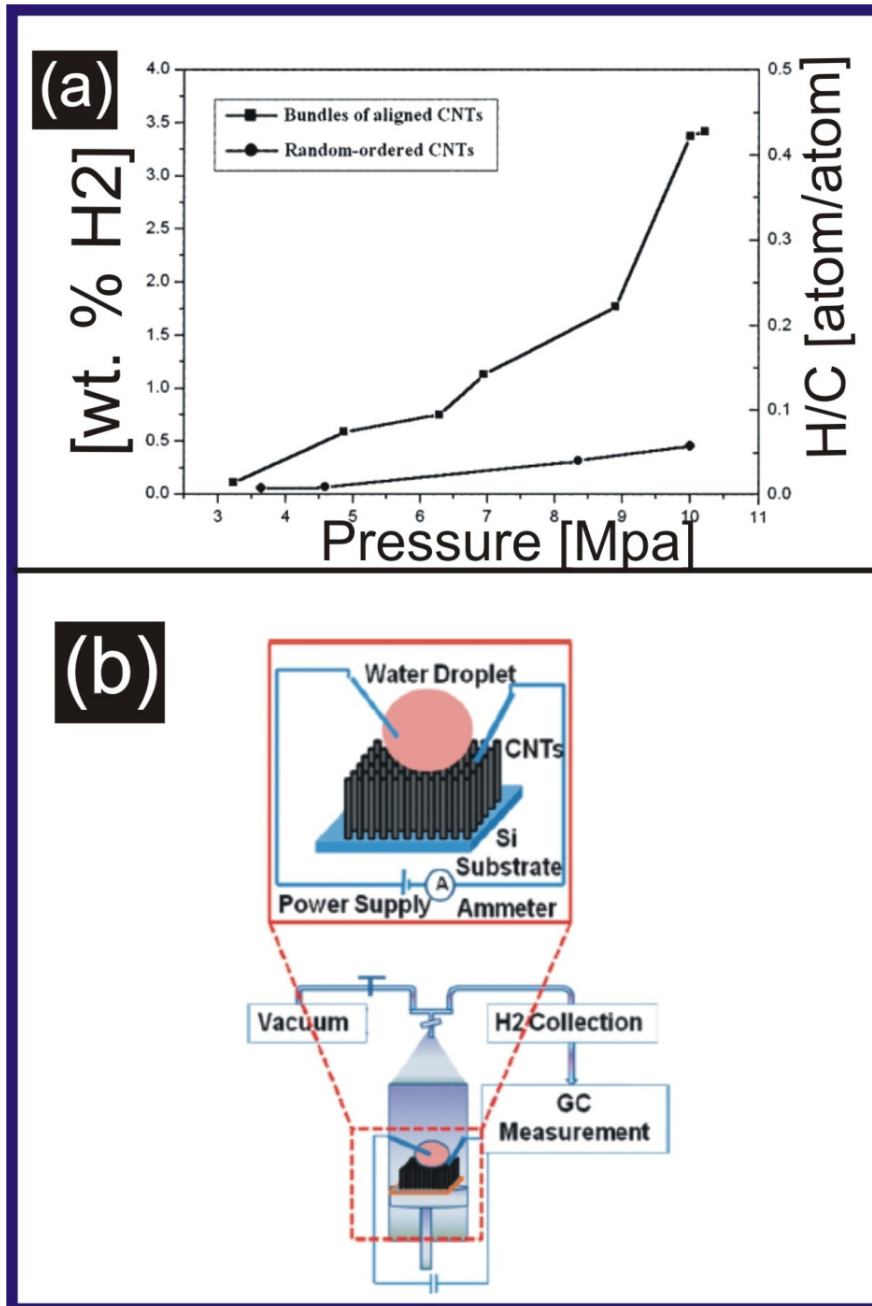 (a)
[wt. % H2]
4.0
3.5
3.0
2.5
2.0
1.5
1.0
0.5
0.0
Bundles of aligned CNTs
Random-ordered CNTs
0.5
0.4
0.3
0.2
0.1
0.0
H/C [atom/atom]
3 4 5 6 7 8 9 10 11
Pressure [Mpa]
(b)
Water Droplet
CNTs
Si
Substrate
A
Power Supply
Ammeter
Vacuum
H2 Collection
GC
Measurement